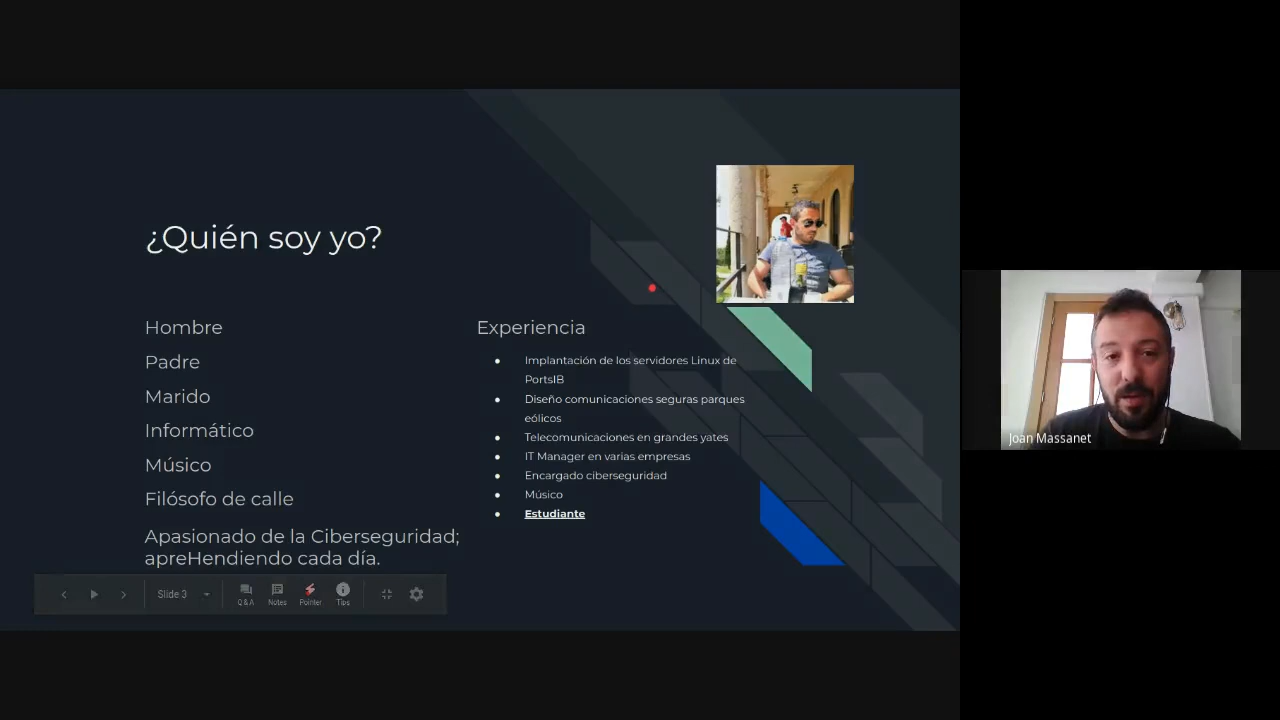 ¿Quién soy yo?
Hombre
Padre
Marido
Informático
Músico
Filósofo de calle
Apasionado de la Ciberseguridad;
apreHendiendo cada día.
Experiencia
● Implantación de los servidores Linux de
PortsIB
● Diseño comunicaciones seguras parques
eólicos
● Telecomunicaciones en grandes yates
● IT Manager en varias empresas
● Encargado ciberseguridad
● Músico
● Estudiante
Slide 3
Q & A
Notes
Pointer
Tips
Joan Massanet